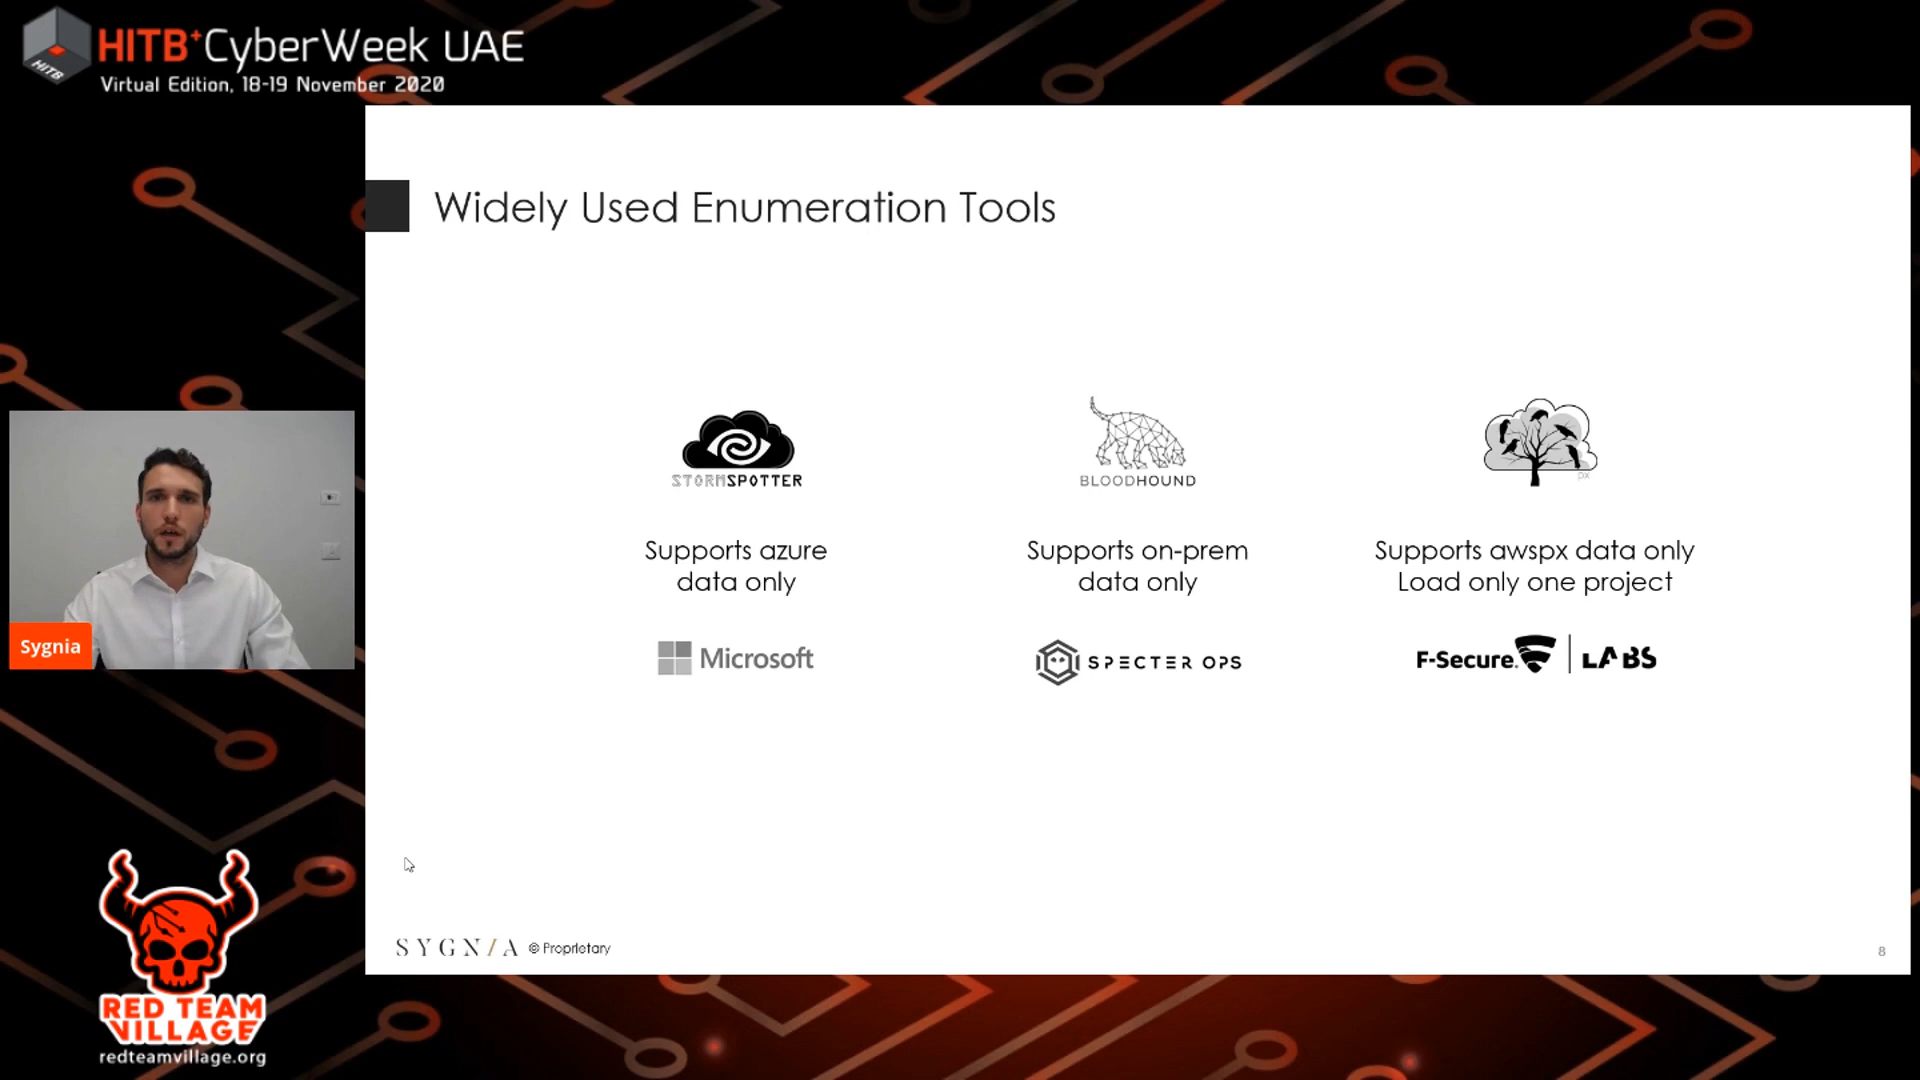 HITB+CyberWeek UAE
Virtual Edition, 18-19 November 2020
HITB
Widely Used Enumeration Tools
STORMSPOTTER
BLOODHOUND
px
Supports azure
data only
Supports on-prem
data only
Supports awspx data only
Load only one project
Microsoft
SPECTER OPS
F-Secure. LABS
Sygnia
SYGNIA © Proprietary
8
RED TEAM
VILLAGE
redteamvillage.org